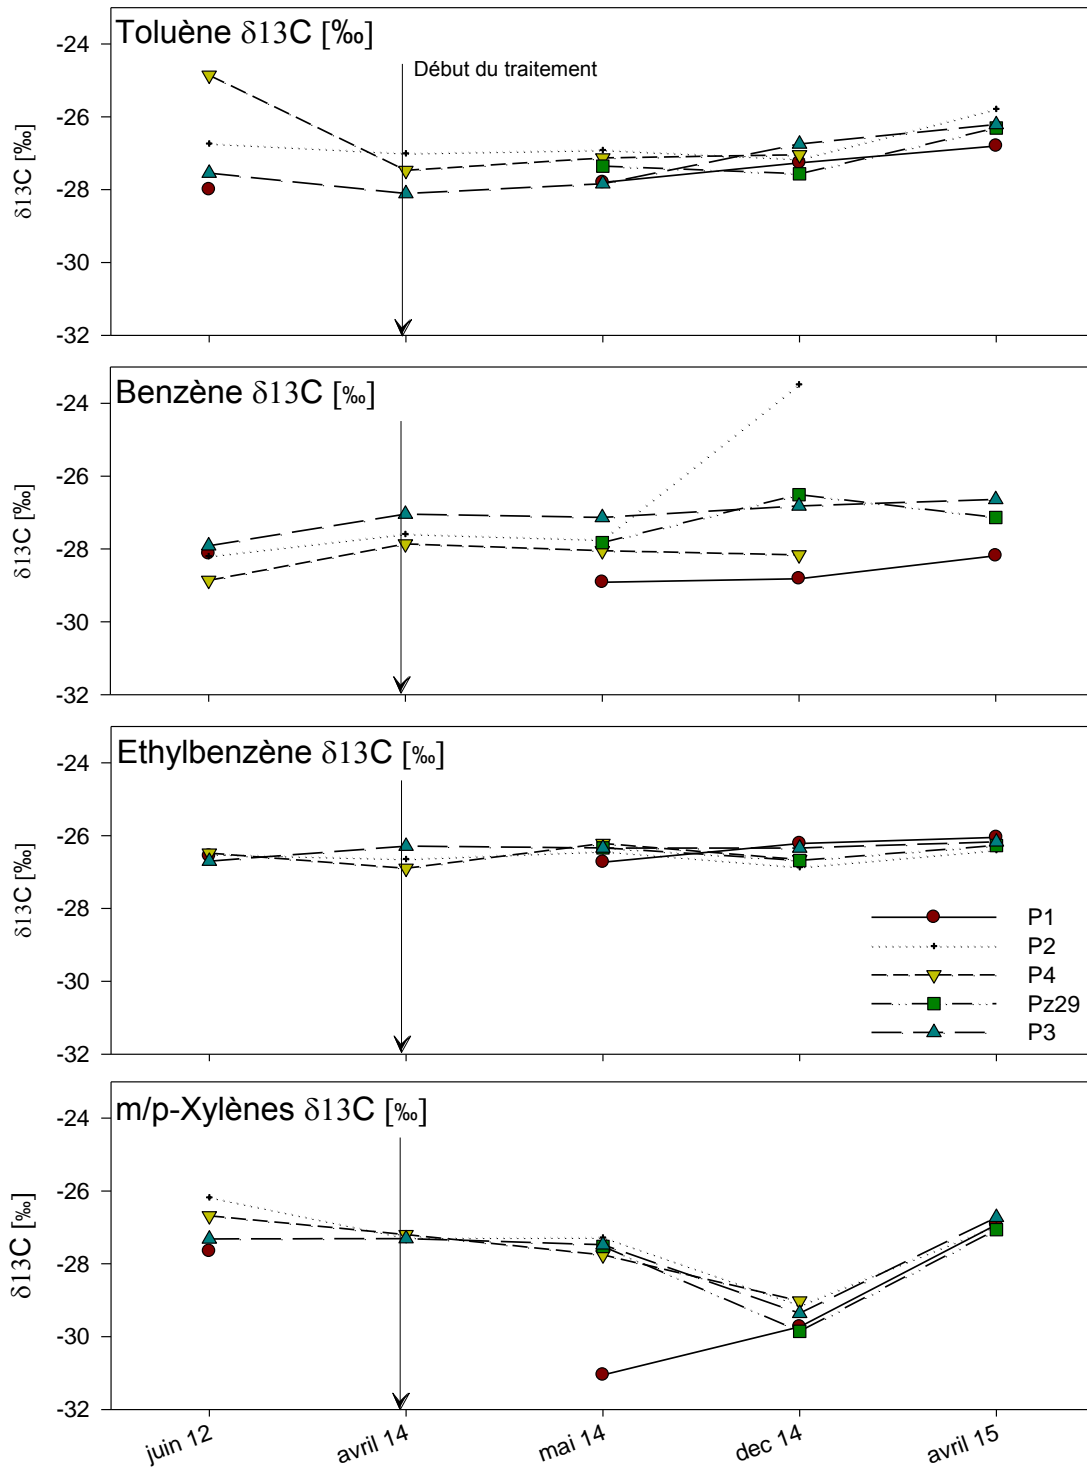 Toluène δ13C [‰]
Début du traitement
δ13C [‰]
-24
-26
-28
-30
-32
Benzène δ13C [‰]
δ13C [‰]
-24
-26
-28
-30
-32
Ethylbenzène δ13C [‰]
δ13C [‰]
-24
-26
-28
-30
-32
P1
P2
P4
Pz29
P3
m/p-Xylènes δ13C [‰]
δ13C [‰]
-24
-26
-28
-30
-32
juin 12
avril 14
mai 14
dec 14
avril 15